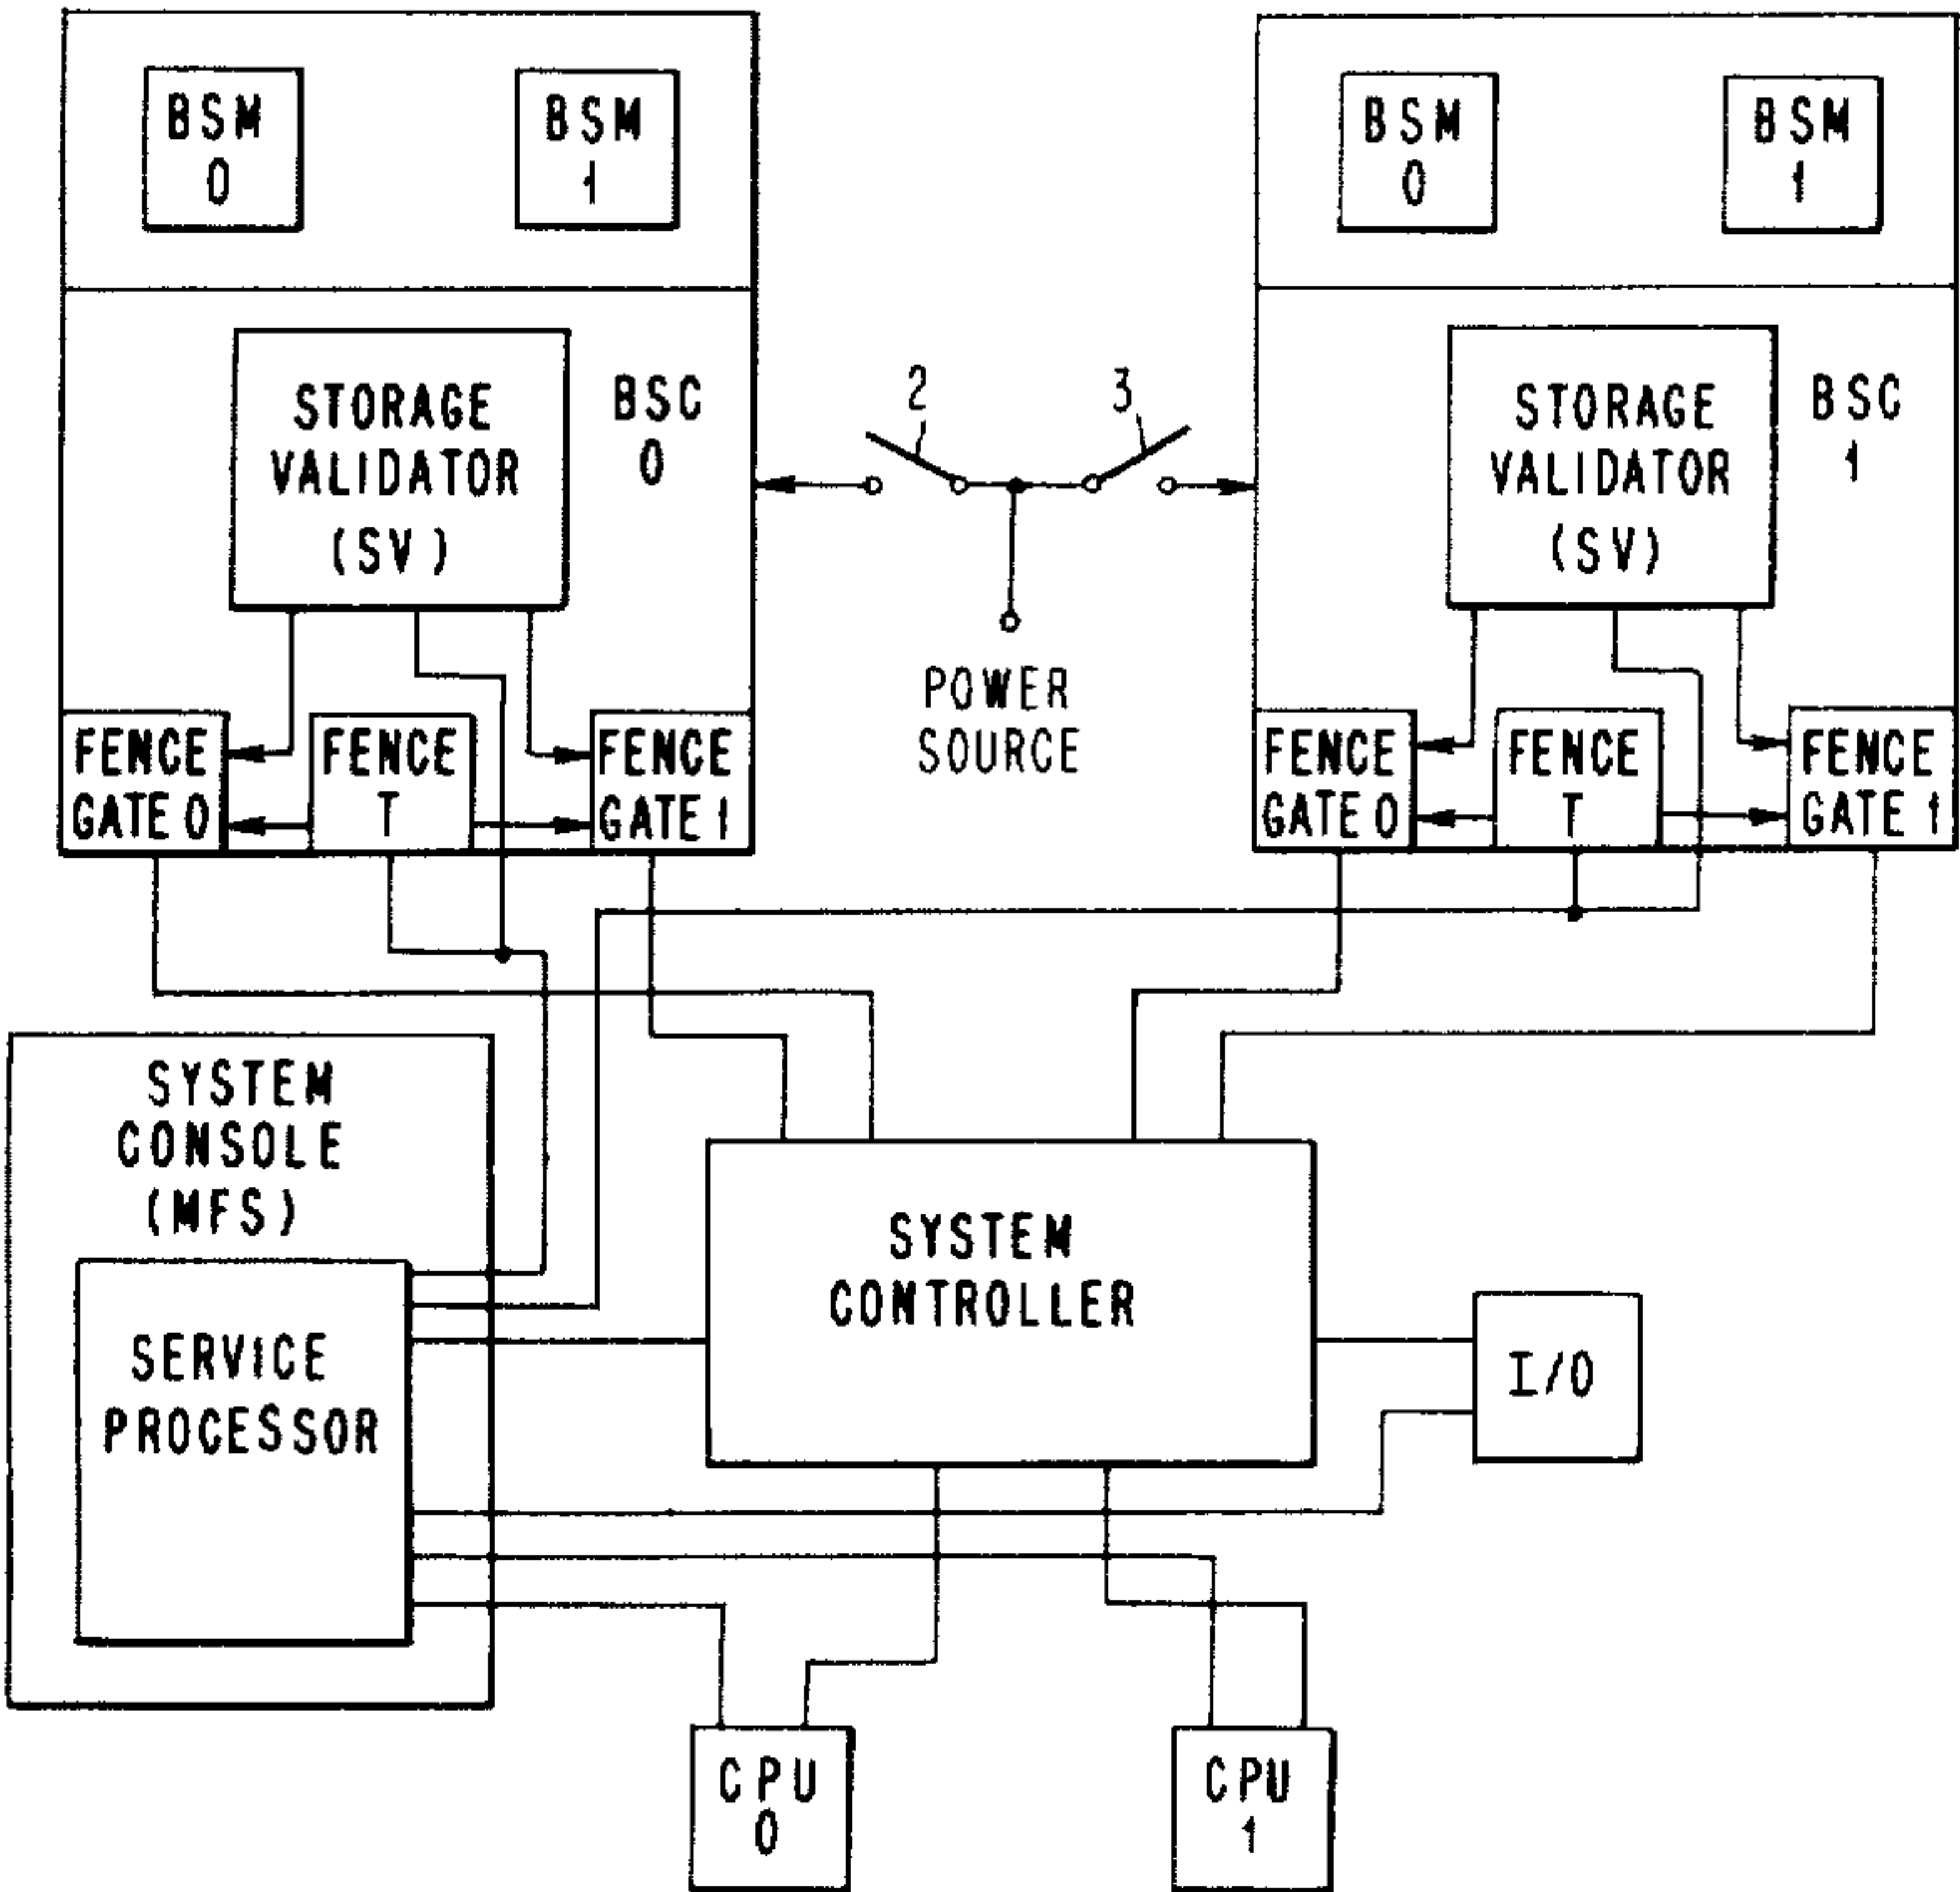 BSM
0
BSM
1
BSM
0
BSM
1
STORAGE
VALIDATOR
(SV)
BSC
0
2
3
STORAGE
VALIDATOR
(SV)
BSC
1
POWER
SOURCE
FENCE
GATE 0
FENCE
T
FENCE
GATE 1
FENCE
GATE 0
FENCE
T
FENCE
GATE 1
SYSTEM
CONSOLE
(MFS)
SERVICE
PROCESSOR
SYSTEM
CONTROLLER
I/O
CPU
0
CPU
1